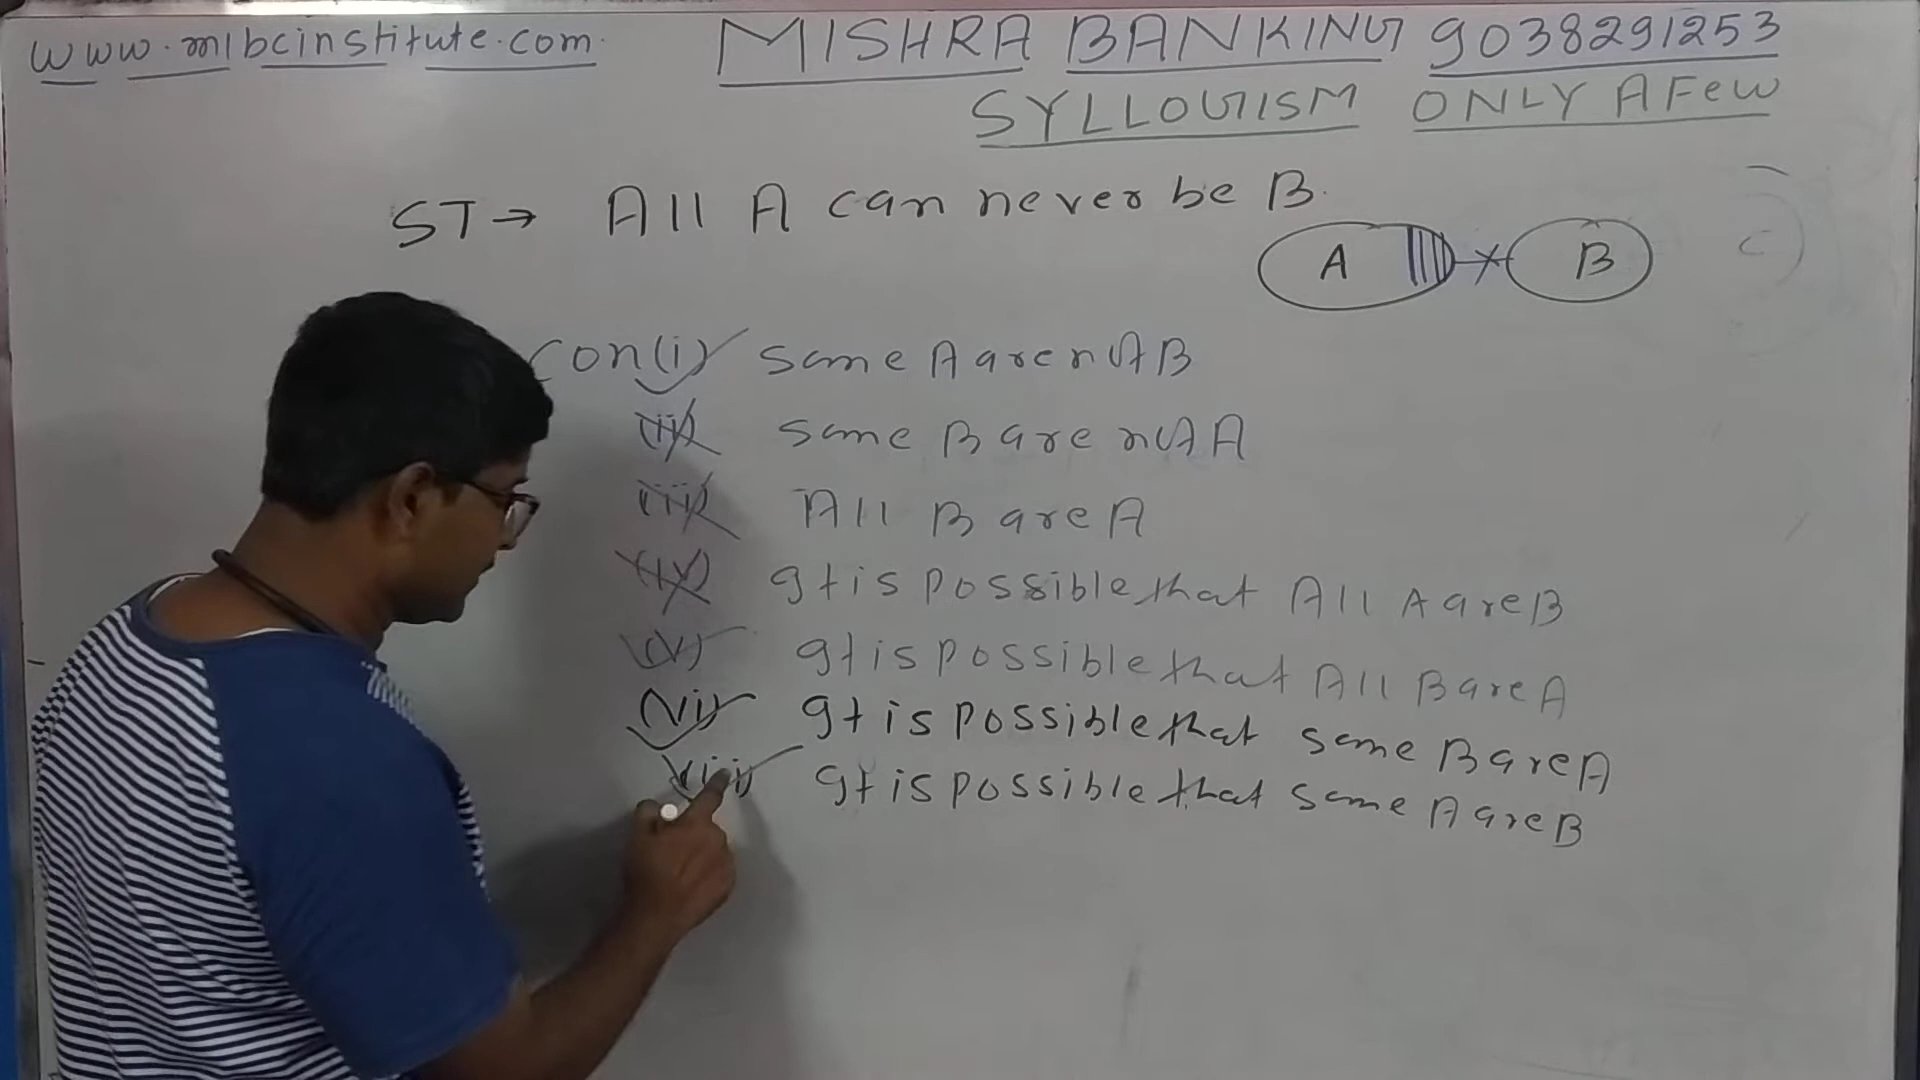 www.mlbcinstitute.com. MISHRA BANKING 9038291253
SYLLOGISM ONLY A Few
ST → All A can never be B.
A B
Con(i) Some A are not B
(ii) Some B are not A
(iii) All B are A
(iv) It is possible that All A are B
(v) It is possible that All B are A
(vi) It is possible that some B are A
(vii) It is possible that some A are B